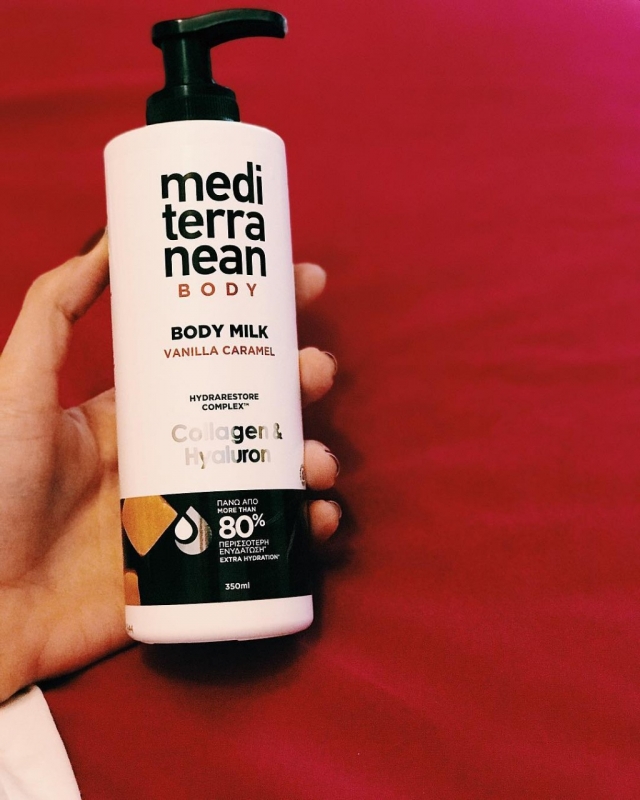 medi
terra
nean
BODY
BODY MILK
VANILLA CARAMEL
HYDRARESTORE
COMPLEX™
Collagen &
Hyaluron
ΠΑΝΩ ΑΠΟ
MORE THAN
80%
ΠΕΡΙΣΣΟΤΕΡΗ
ΕΝΥΔΑΤΩΣΗ*
EXTRA HYDRATION*
350ml